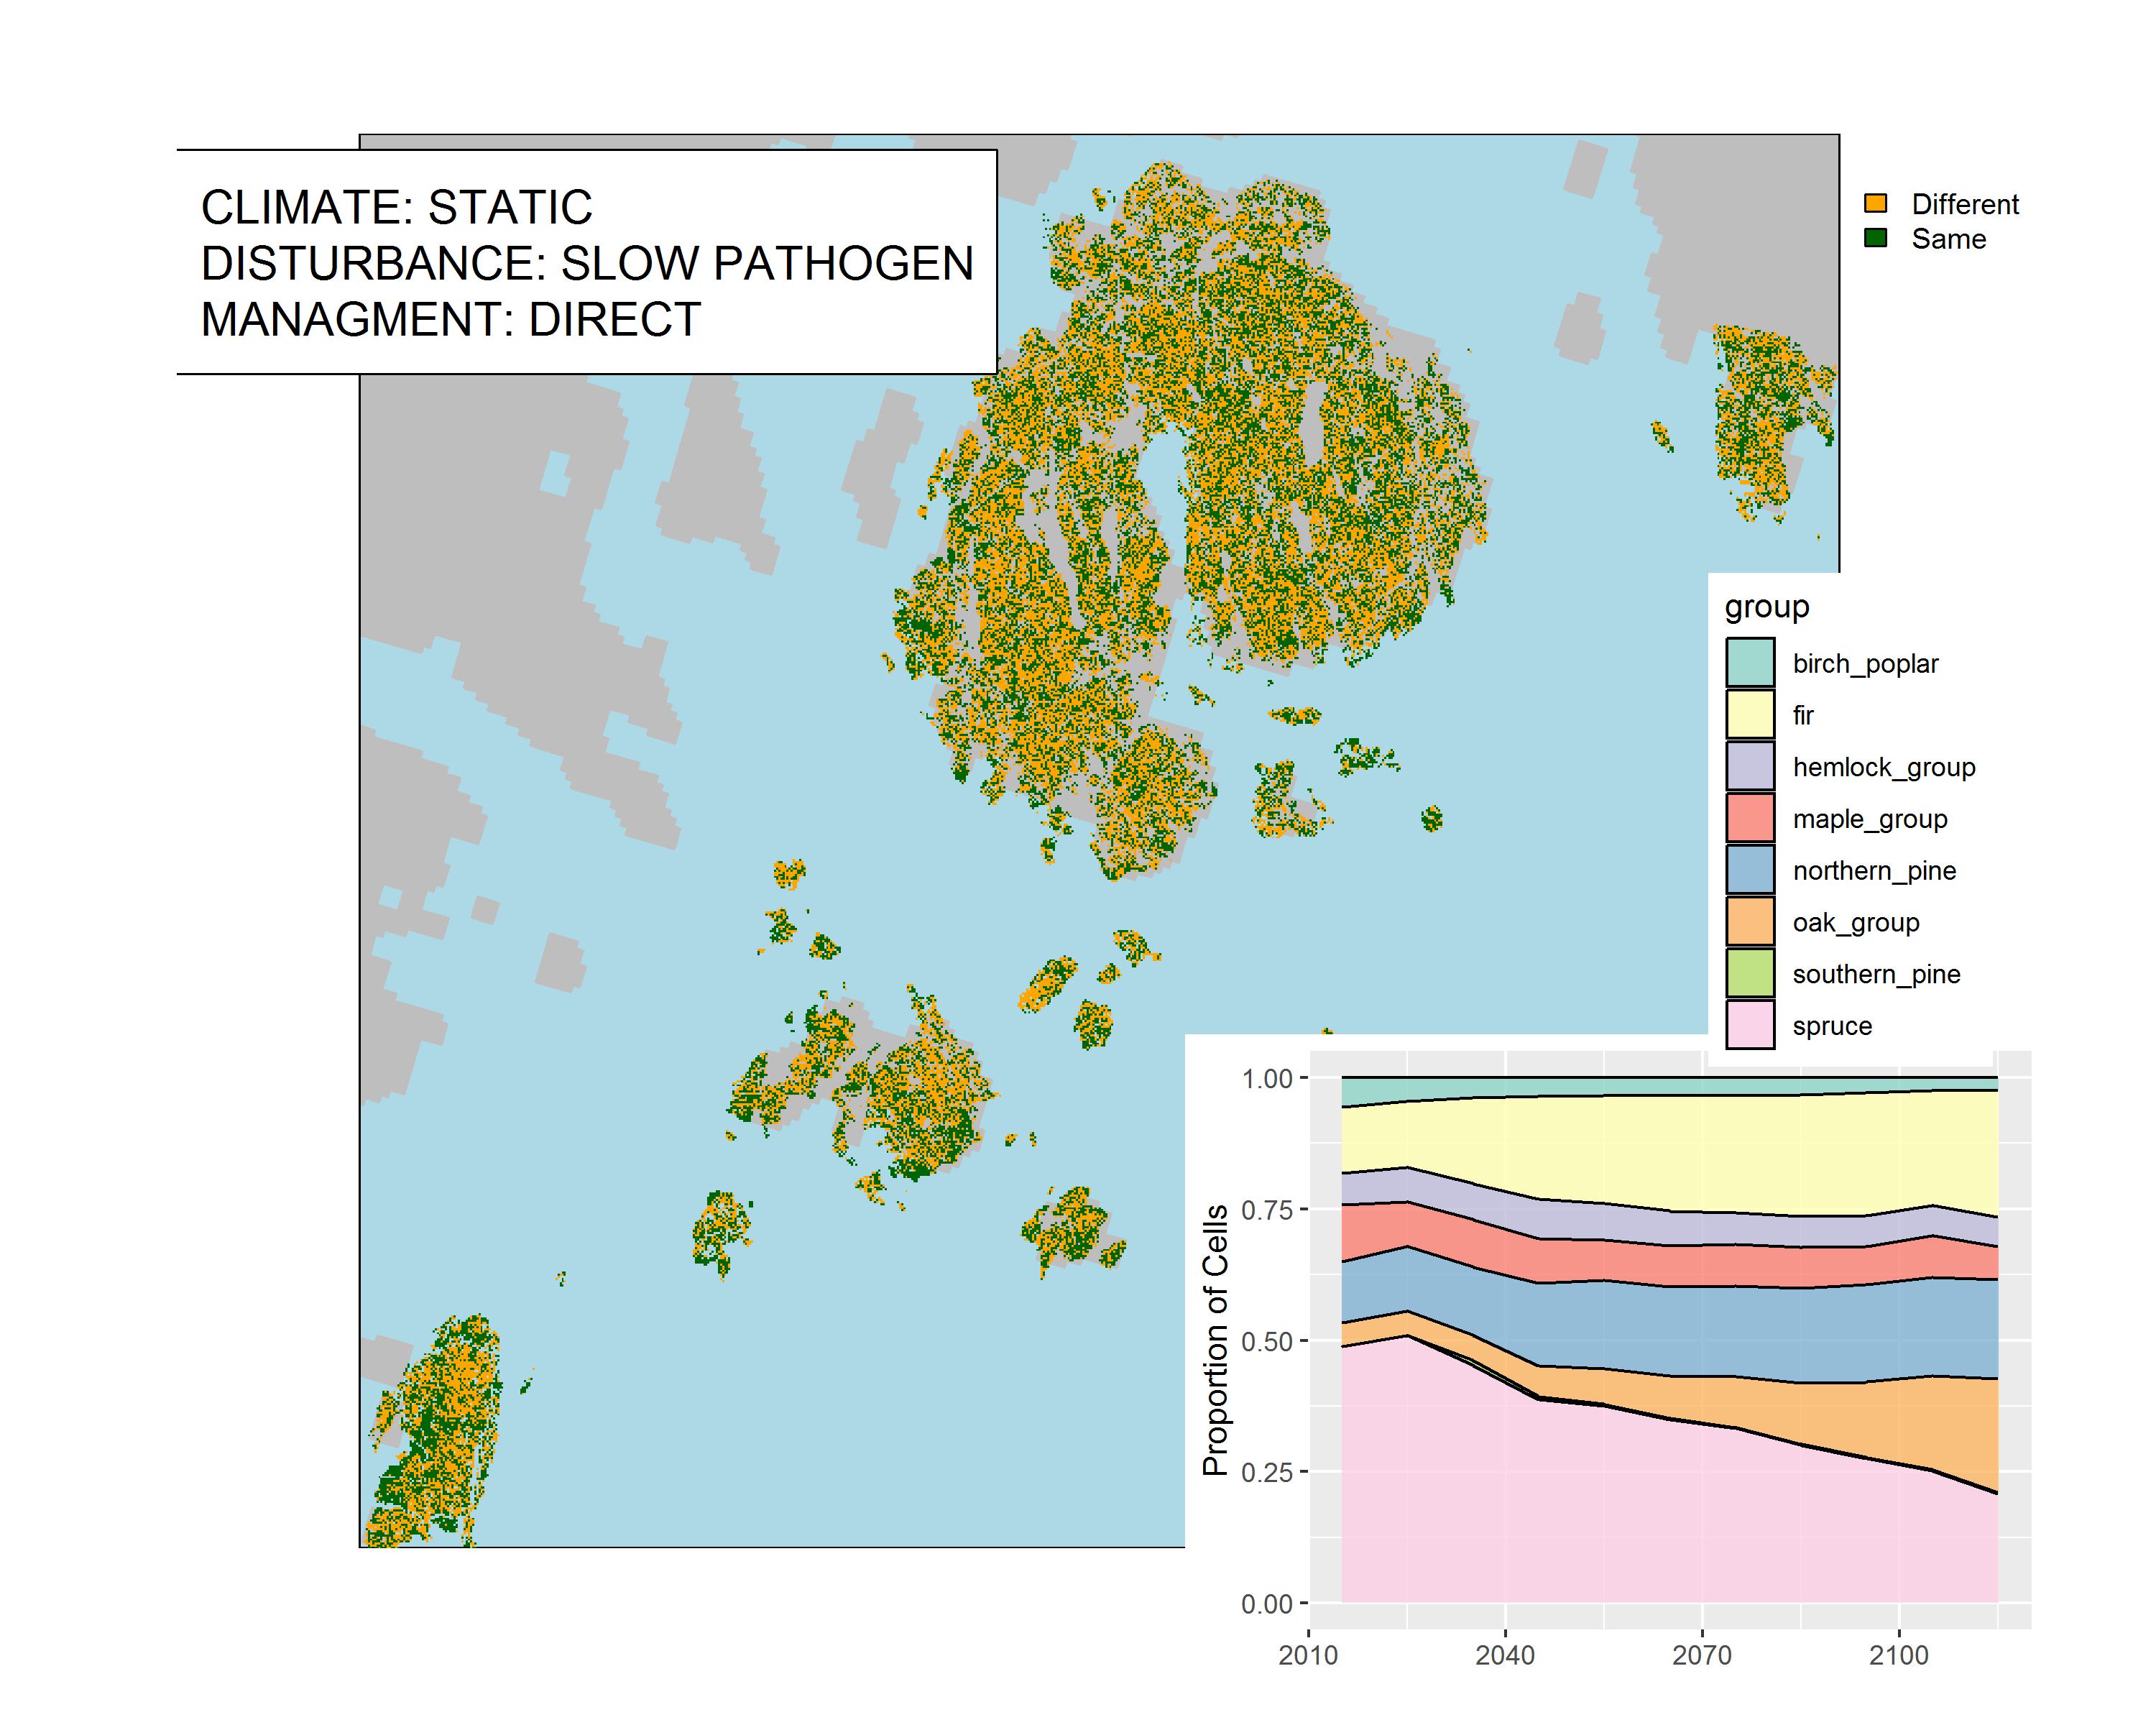 CLIMATE: STATIC
DISTURBANCE: SLOW PATHOGEN
MANAGMENT: DIRECT
Different
Same
group
birch_poplar
fir
hemlock_group
maple_group
northern_pine
oak_group
southern_pine
spruce
Proportion of Cells
1.00
0.75
0.50
0.25
0.00
2010 2040 2070 2100